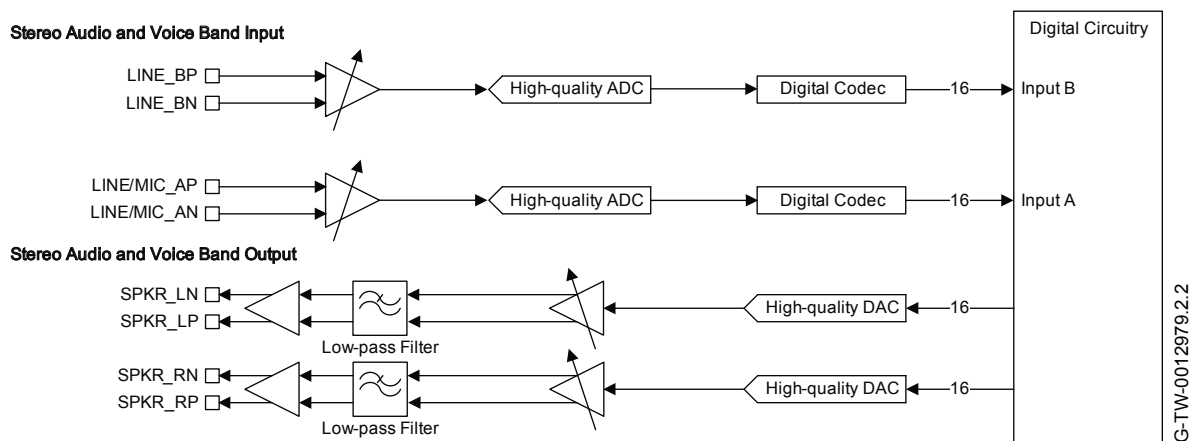 Stereo Audio and Voice Band Input
Digital Circuitry
LINE_BP
LINE_BN
High-quality ADC
Digital Codec
16
Input B
LINE/MIC_AP
LINE/MIC_AN
High-quality ADC
Digital Codec
16
Input A
Stereo Audio and Voice Band Output
SPKR_LN
SPKR_LP
Low-pass Filter
High-quality DAC
16
SPKR_RN
SPKR_RP
Low-pass Filter
High-quality DAC
16
G-TW-0012979.2.2